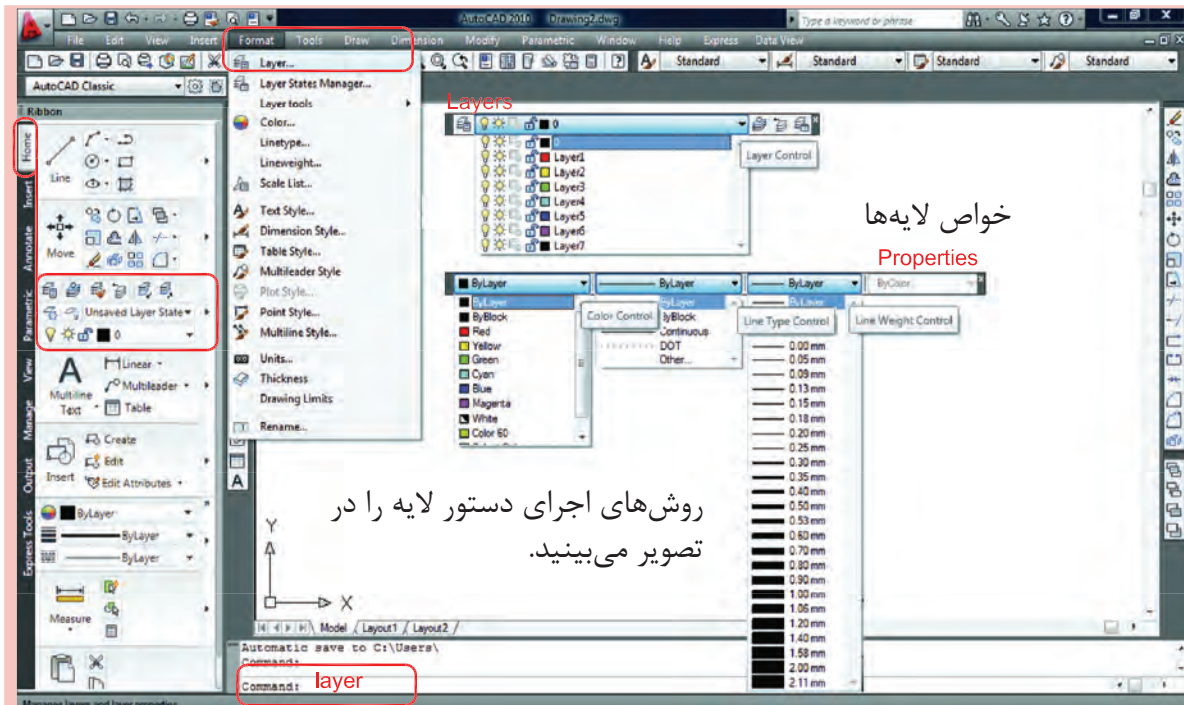 AutoCAD 2010 Drawing2.dwg
Type a keyword or phrase
File Edit View Insert Format Tools Draw Dimension Modify Parametric Window Help Express Data View
Standard Standard Standard Standard
AutoCAD Classic
Ribbon
Home
Insert
Annotate
Parametric
View
Manage
Output
Express Tools
Line
Move
Unsaved Layer State
0
A
Multiline
Text
Linear
Multileader
Table
Insert
Create
Edit
Edit Attributes
ByLayer
ByLayer
ByLayer
Measure
Layer...
Layer States Manager...
Layer tools
Color...
Linetype...
Lineweight...
Scale List...
Text Style...
Dimension Style...
Table Style...
Multileader Style
Plot Style...
Point Style...
Multiline Style...
Units...
Thickness
Drawing Limits
Rename...
Layers
0
0
Layer1
Layer2
Layer3
Layer4
Layer5
Layer6
Layer7
Layer Control
خواص لایه‌ها
Properties
ByLayer ByLayer ByLayer ByColor
ByLayer
ByBlock
Red
Yellow
Green
Cyan
Blue
Magenta
White
Color 60
Color Control
ByLayer
ByBlock
Continuous
DOT
Other...
Line Type Control
Line Weight Control
ByLayer
0.00 mm
0.05 mm
0.09 mm
0.13 mm
0.15 mm
0.18 mm
0.20 mm
0.25 mm
0.30 mm
0.35 mm
0.40 mm
0.50 mm
0.53 mm
0.60 mm
0.70 mm
0.80 mm
0.90 mm
1.00 mm
1.06 mm
1.20 mm
1.40 mm
1.58 mm
2.00 mm
2.11 mm
روش‌های اجرای دستور لایه را در
تصویر می‌بینید.
Y
X
Model / Layout1 / Layout2 /
Automatic save to C:\Users\
Command:
Command: layer
Manages layers and layer properties